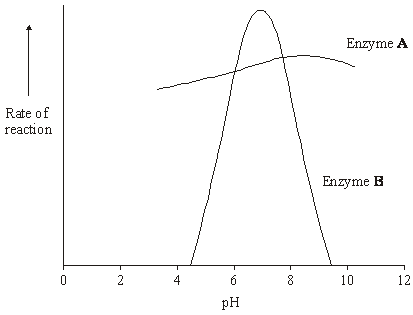 Enzyme A
Rate of
reaction
Enzyme B
0 2 4 6 8 10 12
pH